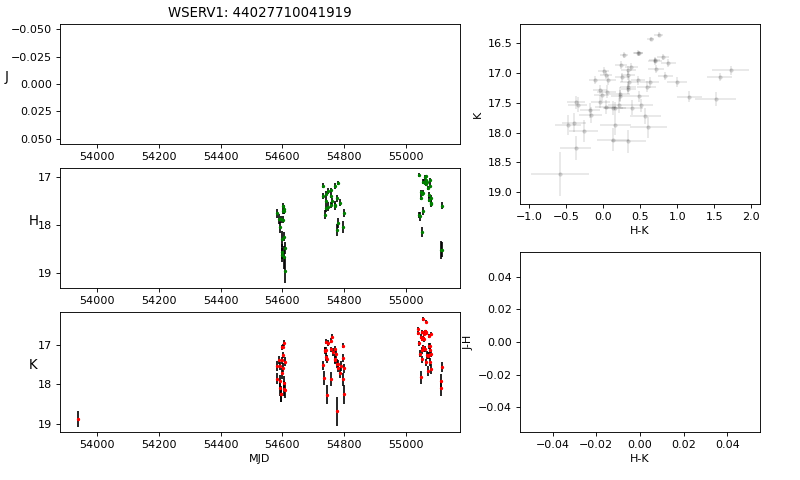 WSERV1: 44027710041919
−0.050
−0.025
0.000
0.025
0.050
J
54000 54200 54400 54600 54800 55000
17
18
19
H
54000 54200 54400 54600 54800 55000
17
18
19
K
54000 54200 54400 54600 54800 55000
MJD
16.5
17.0
17.5
18.0
18.5
19.0
K
−1.0 −0.5 0.0 0.5 1.0 1.5 2.0
H-K
0.04
0.02
0.00
−0.02
−0.04
J-H
−0.04 −0.02 0.00 0.02 0.04
H-K